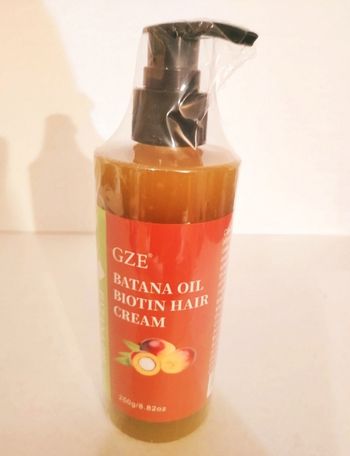 GZE®
BATANA OIL
BIOTIN HAIR
CREAM
250g/8.82oz